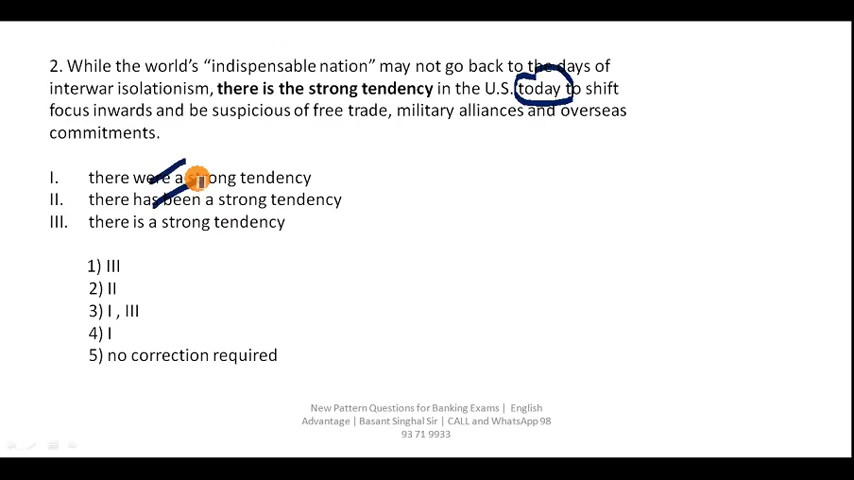 2. While the world's "indispensable nation" may not go back to the days of
interwar isolationism, there is the strong tendency in the U.S. today to shift
focus inwards and be suspicious of free trade, military alliances and overseas
commitments.
I. there were a strong tendency
II. there has been a strong tendency
III. there is a strong tendency
1) III
2) II
3) I , III
4) I
5) no correction required
New Pattern Questions for Banking Exams | English
Advantage | Basant Singhal Sir | CALL and WhatsApp 98
93 71 9933